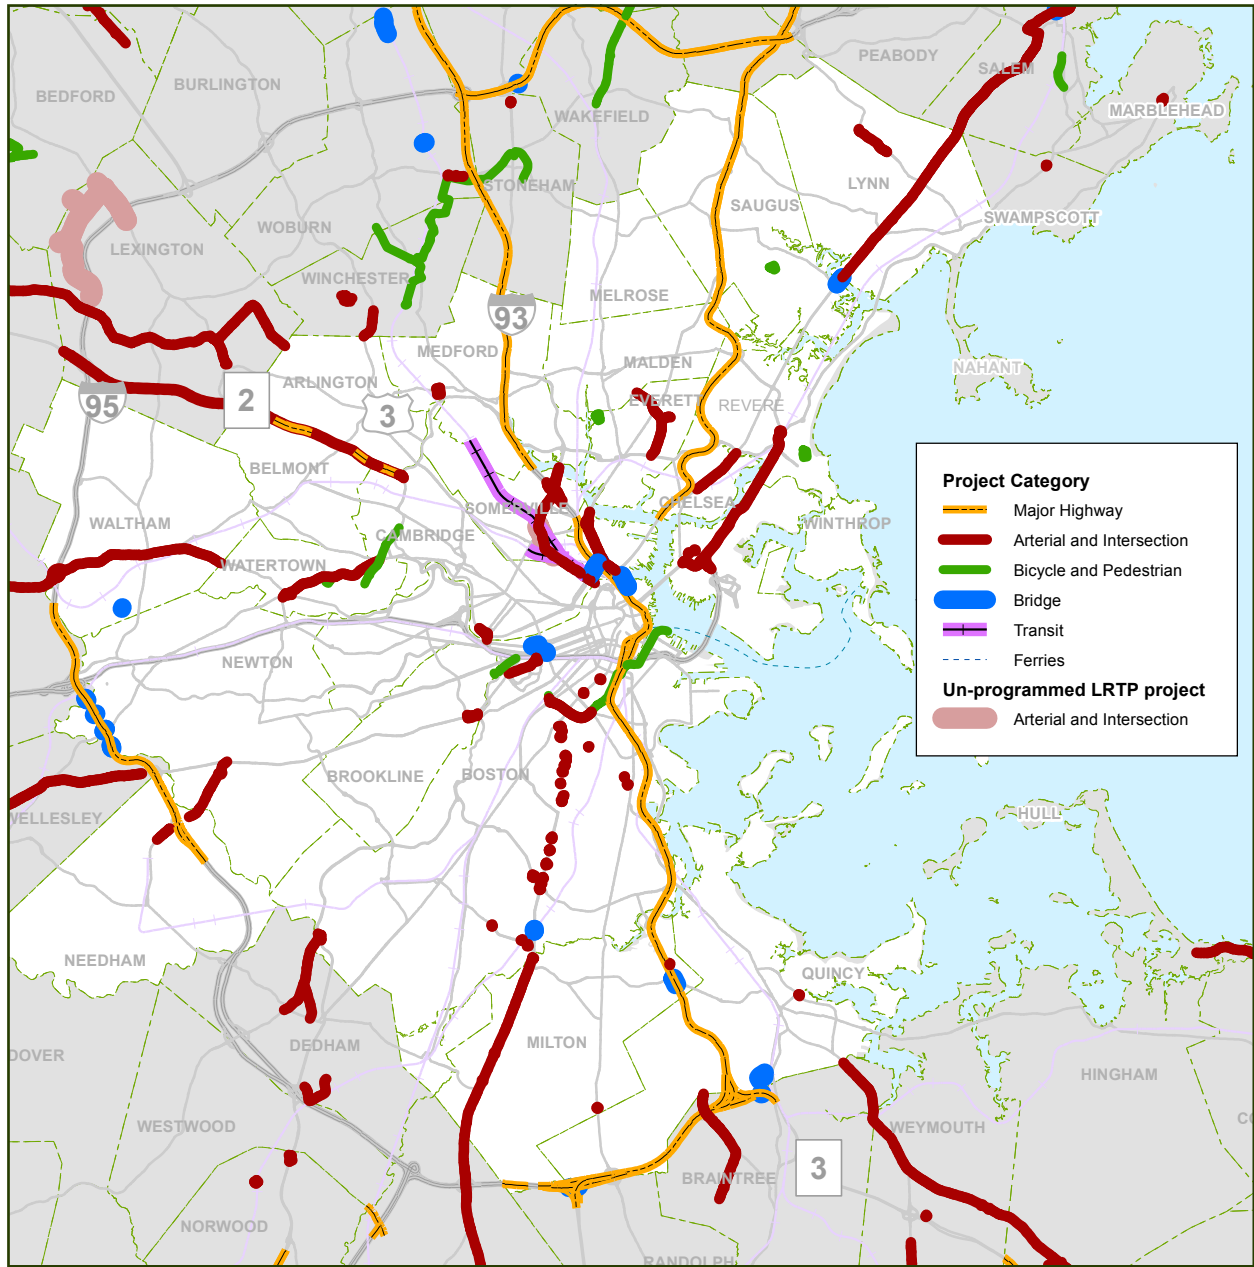 PEABODY
SALEM
BURLINGTON
BEDFORD
MARBLEHEAD
WAKEFIELD
LYNN
STONEHAM
SAUGUS
SWAMPSCOTT
WOBURN
LEXINGTON
WINCHESTER
MELROSE
93
MEDFORD
MALDEN
NAHANT
ARLINGTON
95
2
3
EVERETT
REVERE
BELMONT
Project Category
Major Highway
Arterial and Intersection
Bicycle and Pedestrian
Bridge
Transit
Ferries
Un-programmed LRTP project
Arterial and Intersection
CHELSEA
SOMERVILLE
WALTHAM
WINTHROP
CAMBRIDGE
WATERTOWN
NEWTON
BROOKLINE
BOSTON
HULL
WELLESLEY
NEEDHAM
QUINCY
MILTON
DEDHAM
DOVER
HINGHAM
WESTWOOD
WEYMOUTH
CO
3
BRAINTREE
NORWOOD
RANDOLPH